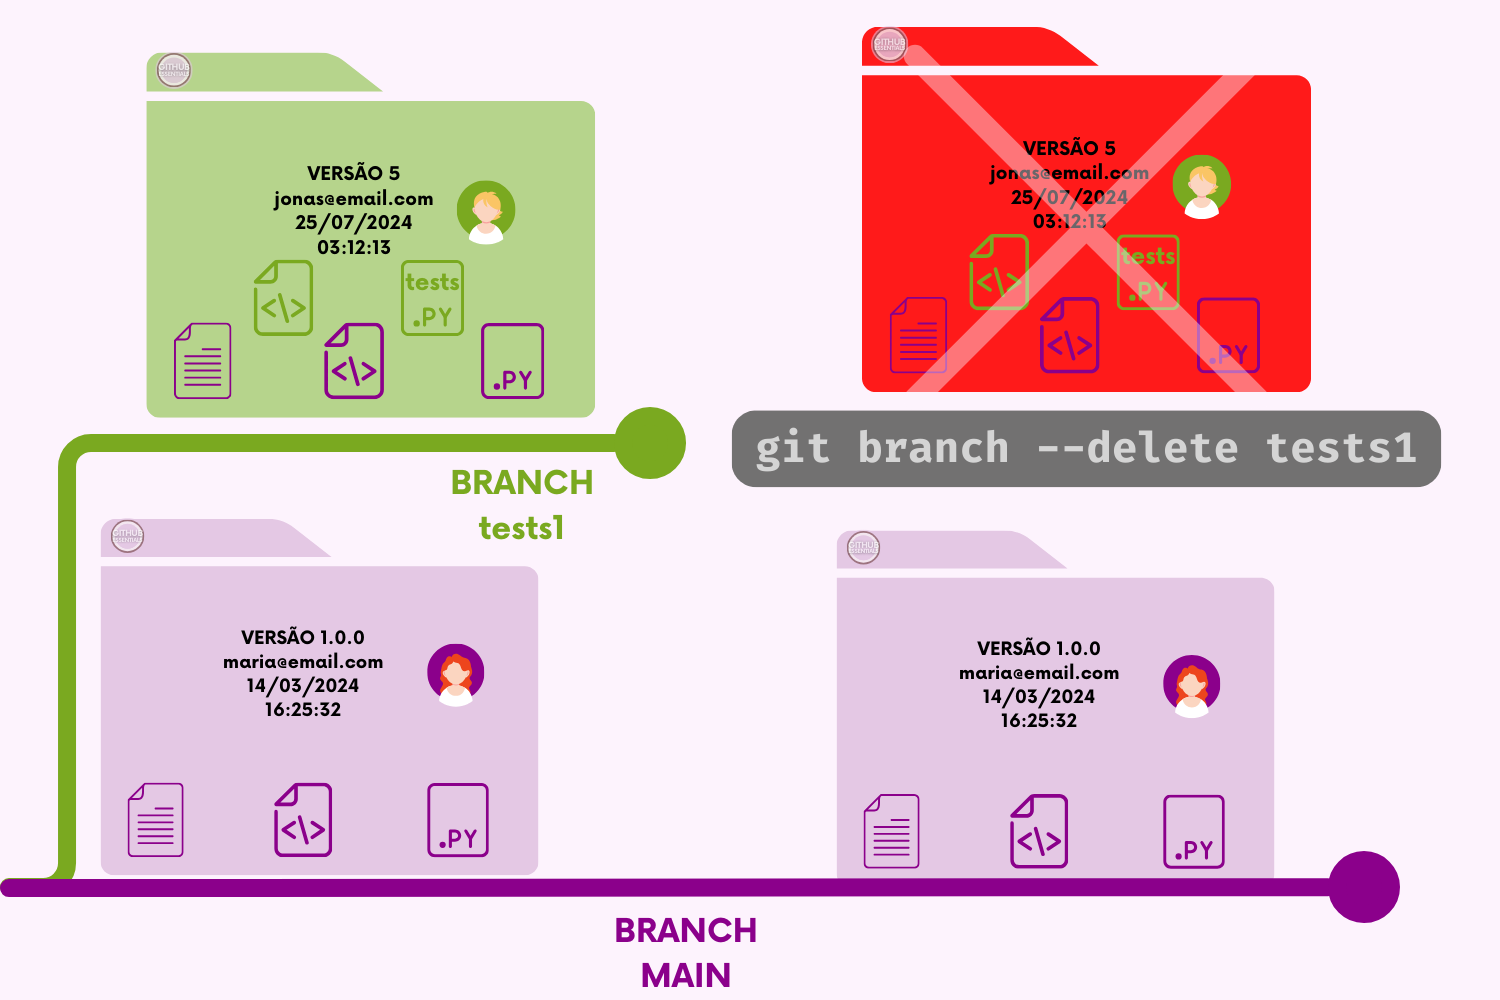 GITHUB
ESSENTIALS
VERSÃO 5
jonas@email.com
25/07/2024
03:12:13
</>
tests
.PY
</>
.PY
BRANCH
tests1
GITHUB
ESSENTIALS
VERSÃO 5
jonas@email.com
25/07/2024
03:12:13
</>
tests
.PY
</>
.PY
git branch --delete tests1
GITHUB
ESSENTIALS
VERSÃO 1.0.0
maria@email.com
14/03/2024
16:25:32
</>
.PY
GITHUB
ESSENTIALS
VERSÃO 1.0.0
maria@email.com
14/03/2024
16:25:32
</>
.PY
BRANCH
MAIN